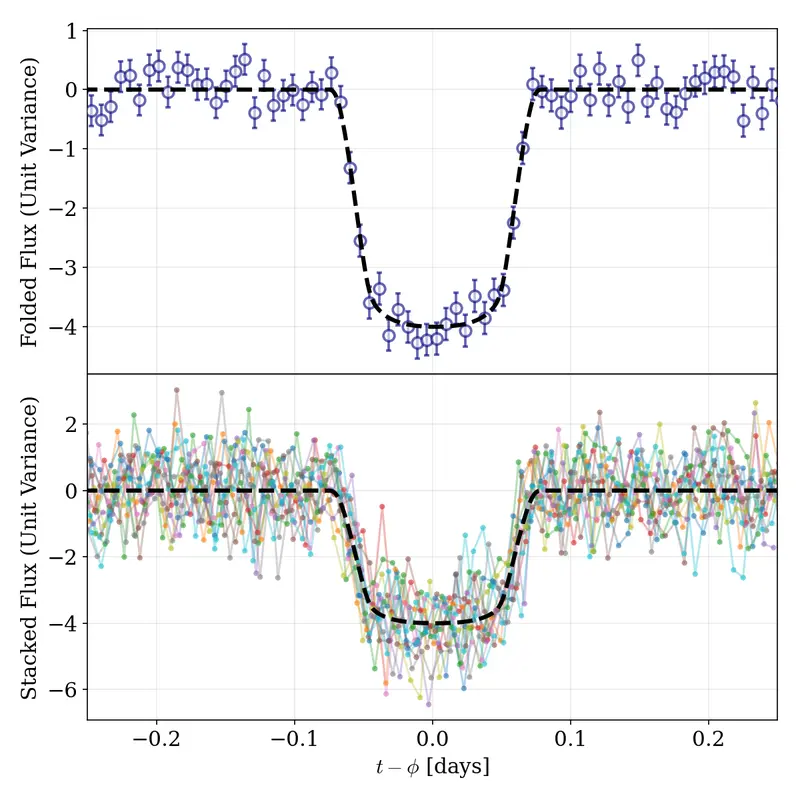 Folded Flux (Unit Variance)
1
0
−1
−2
−3
−4
Stacked Flux (Unit Variance)
2
0
−2
−4
−6
−0.2 −0.1 0.0 0.1 0.2
t − ϕ [days]